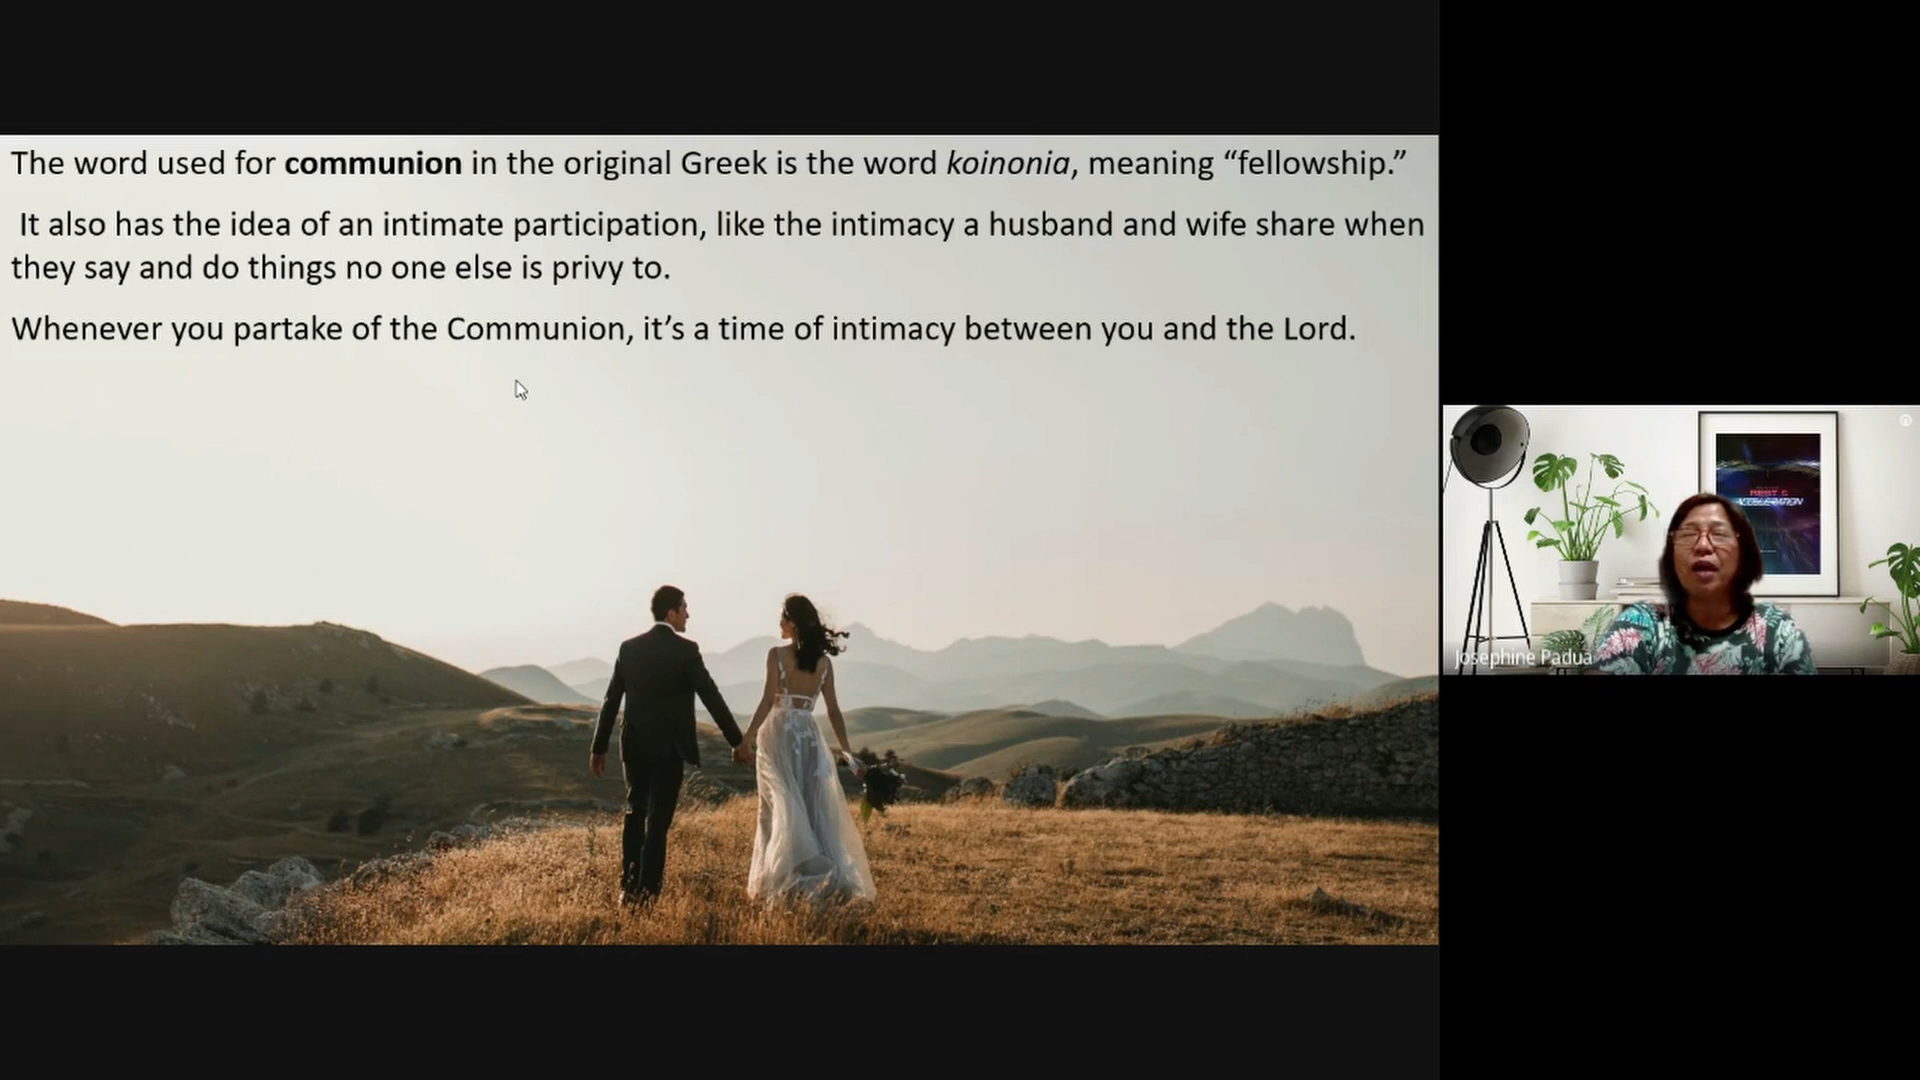 The word used for communion in the original Greek is the word koinonia, meaning “fellowship.”
It also has the idea of an intimate participation, like the intimacy a husband and wife share when
they say and do things no one else is privy to.
Whenever you partake of the Communion, it’s a time of intimacy between you and the Lord.
REST &
ACCELERATION
Josephine Padua